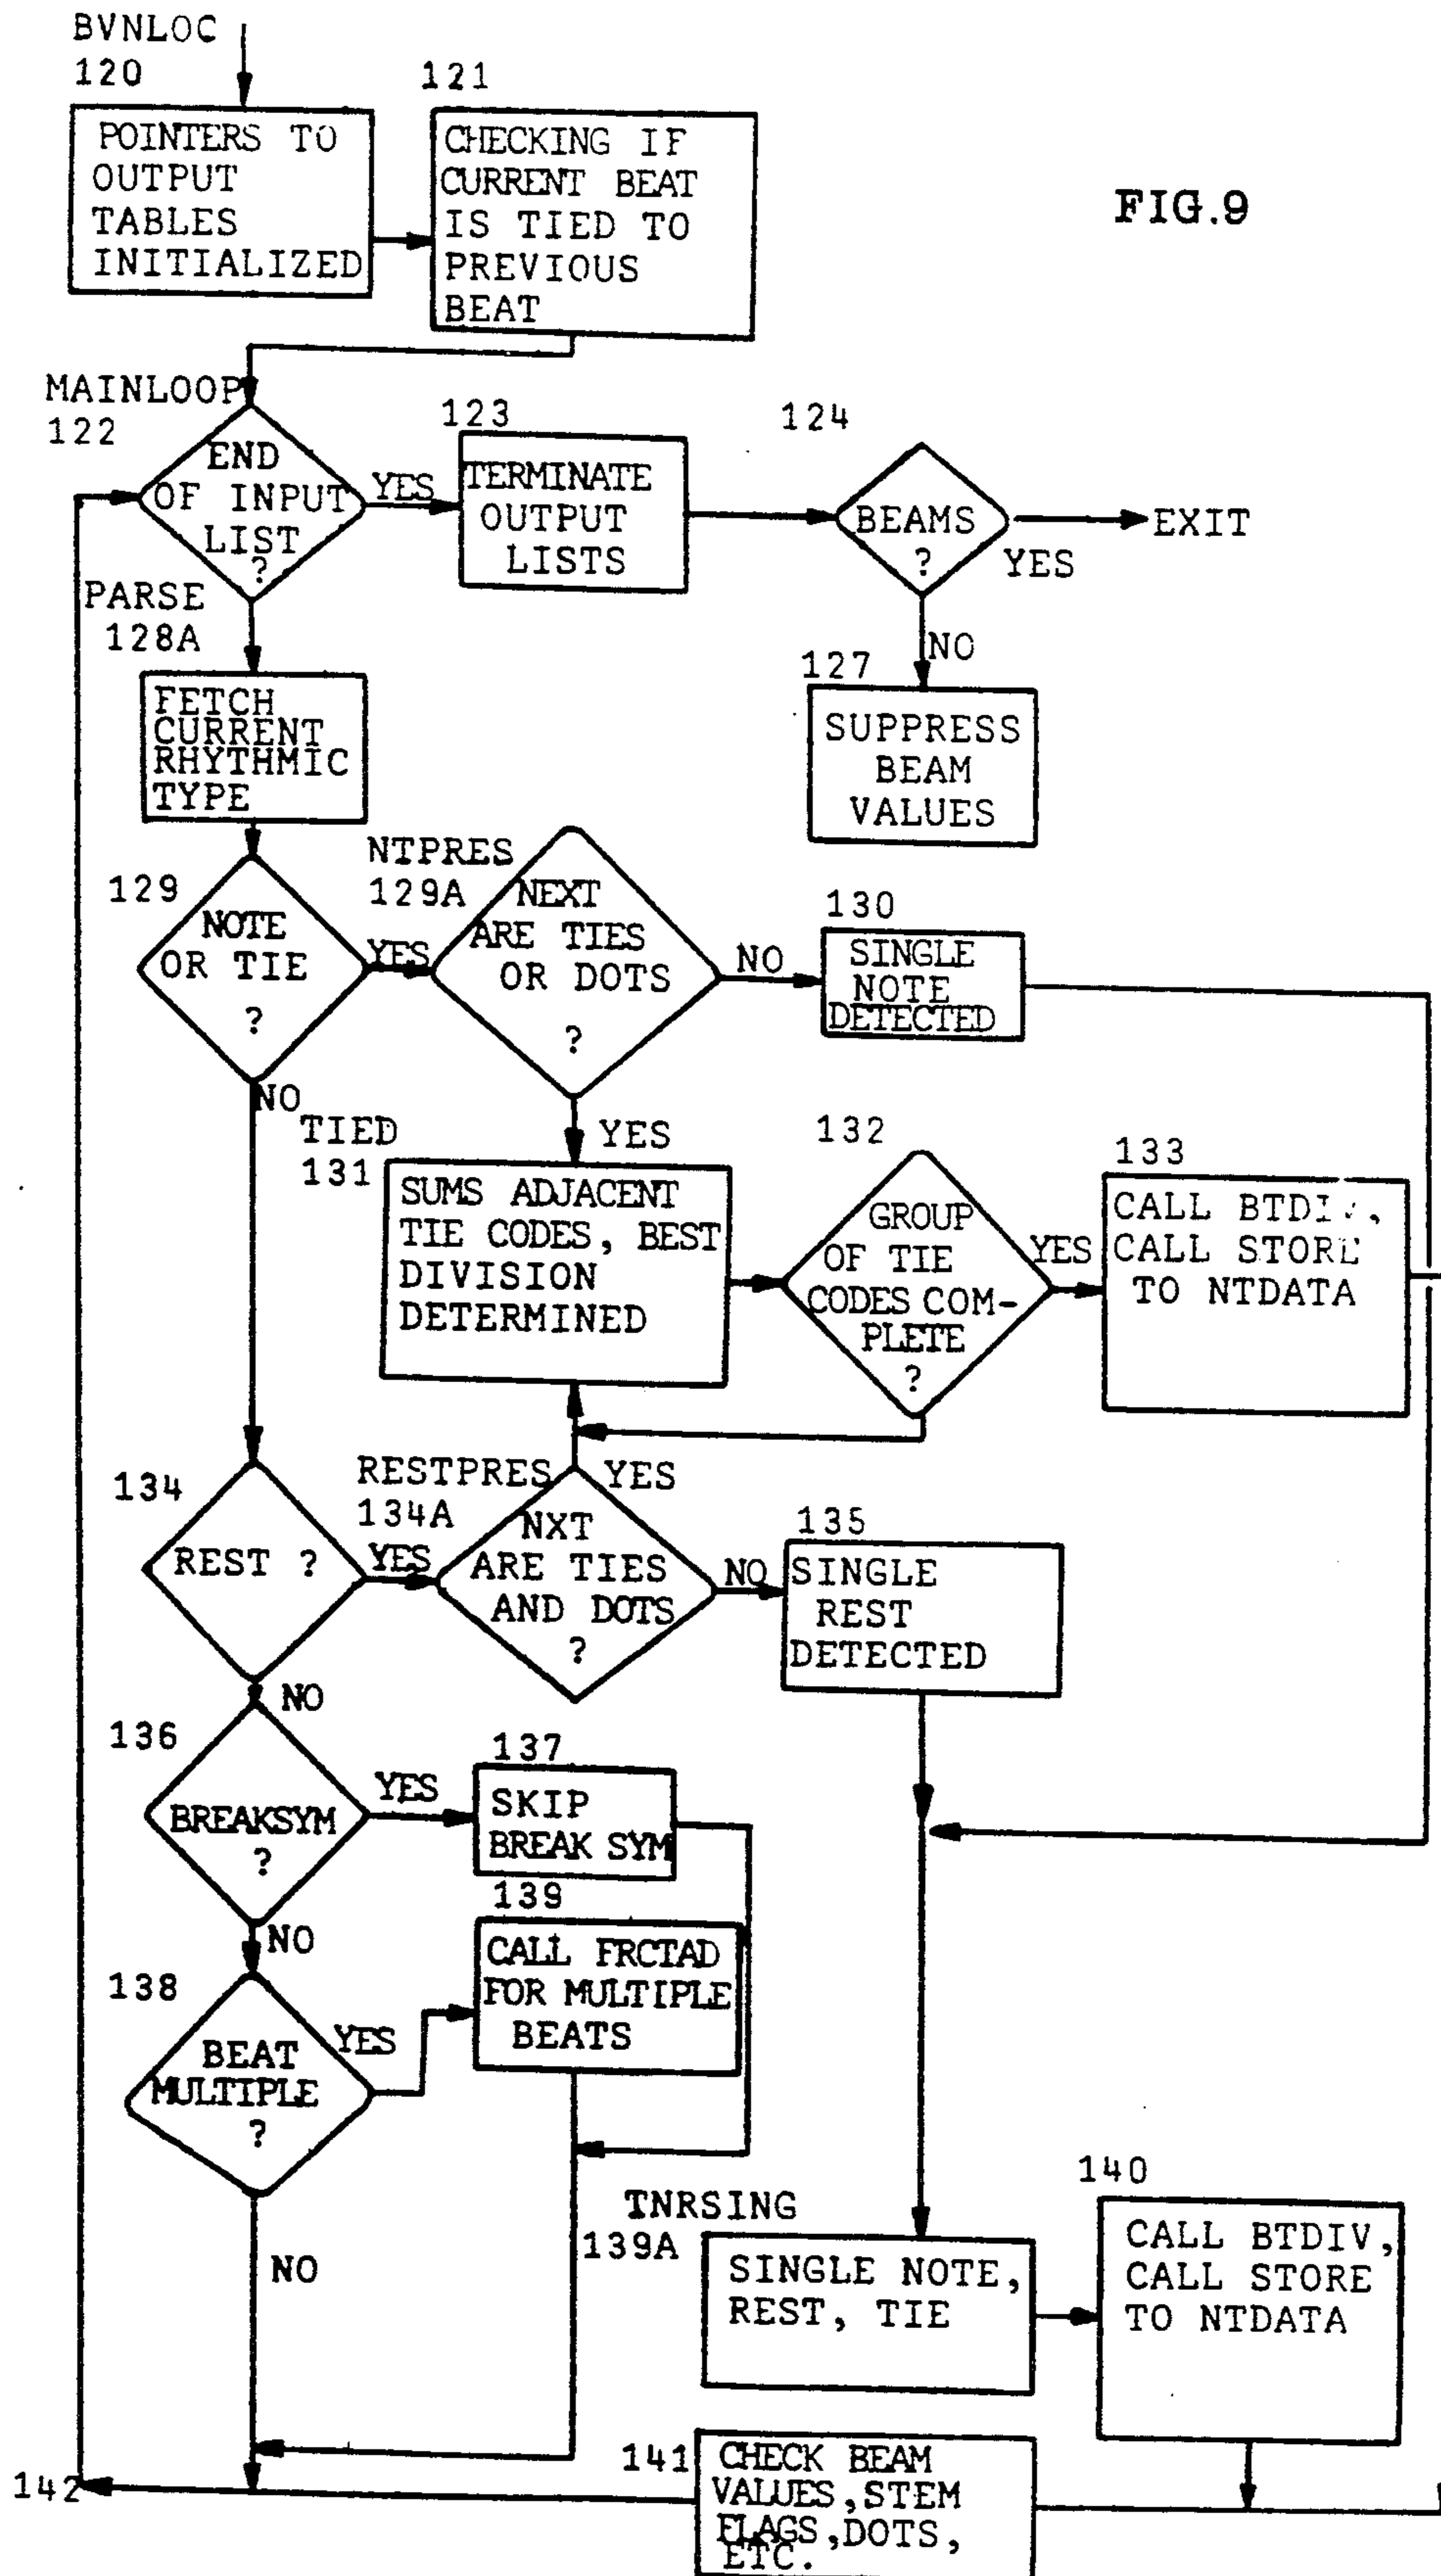 BVNLOC
120
POINTERS TO
OUTPUT
TABLES
INITIALIZED
121
CHECKING IF
CURRENT BEAT
IS TIED TO
PREVIOUS
BEAT
FIG.9
MAINLOOP
122
END
OF INPUT
LIST
?
YES
123
TERMINATE
OUTPUT
LISTS
124
BEAMS
?
YES
EXIT
NO
127
SUPPRESS
BEAM
VALUES
PARSE
128A
FETCH
CURRENT
RHYTHMIC
TYPE
129
NOTE
OR TIE
?
YES
NTPRES
129A
NEXT
ARE TIES
OR DOTS
?
NO
130
SINGLE
NOTE
DETECTED
NO
YES
TIED
131
SUMS ADJACENT
TIE CODES, BEST
DIVISION
DETERMINED
132
GROUP
OF TIE
CODES COM-
PLETE
?
YES
133
CALL BTDIV,
CALL STORE
TO NTDATA
134
REST ?
YES
RESTPRES
134A
YES
NXT
ARE TIES
AND DOTS
?
NO
135
SINGLE
REST
DETECTED
NO
136
BREAKSYM
?
YES
137
SKIP
BREAK SYM
NO
138
BEAT
MULTIPLE
?
YES
139
CALL FRCTAD
FOR MULTIPLE
BEATS
NO
TNRSING
139A
SINGLE NOTE,
REST, TIE
140
CALL BTDIV,
CALL STORE
TO NTDATA
141
CHECK BEAM
VALUES,STEM
FLAGS,DOTS,
ETC.
142